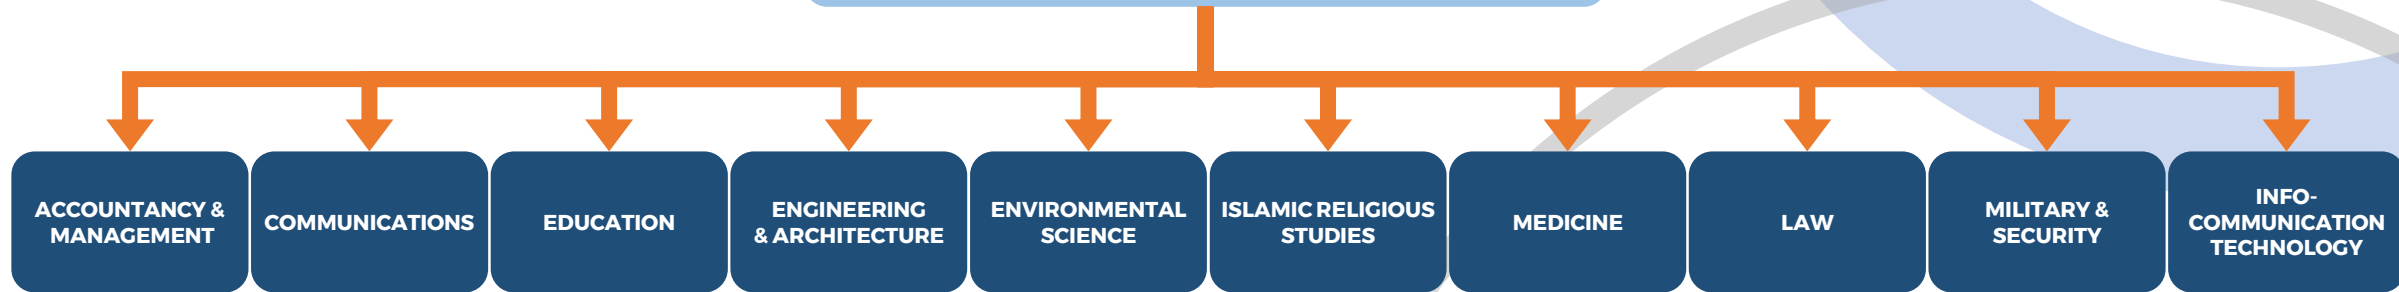 ACCOUNTANCY &
MANAGEMENT
COMMUNICATIONS
EDUCATION
ENGINEERING
& ARCHITECTURE
ENVIRONMENTAL
SCIENCE
ISLAMIC RELIGIOUS
STUDIES
MEDICINE
LAW
MILITARY &
SECURITY
INFO-
COMMUNICATION
TECHNOLOGY